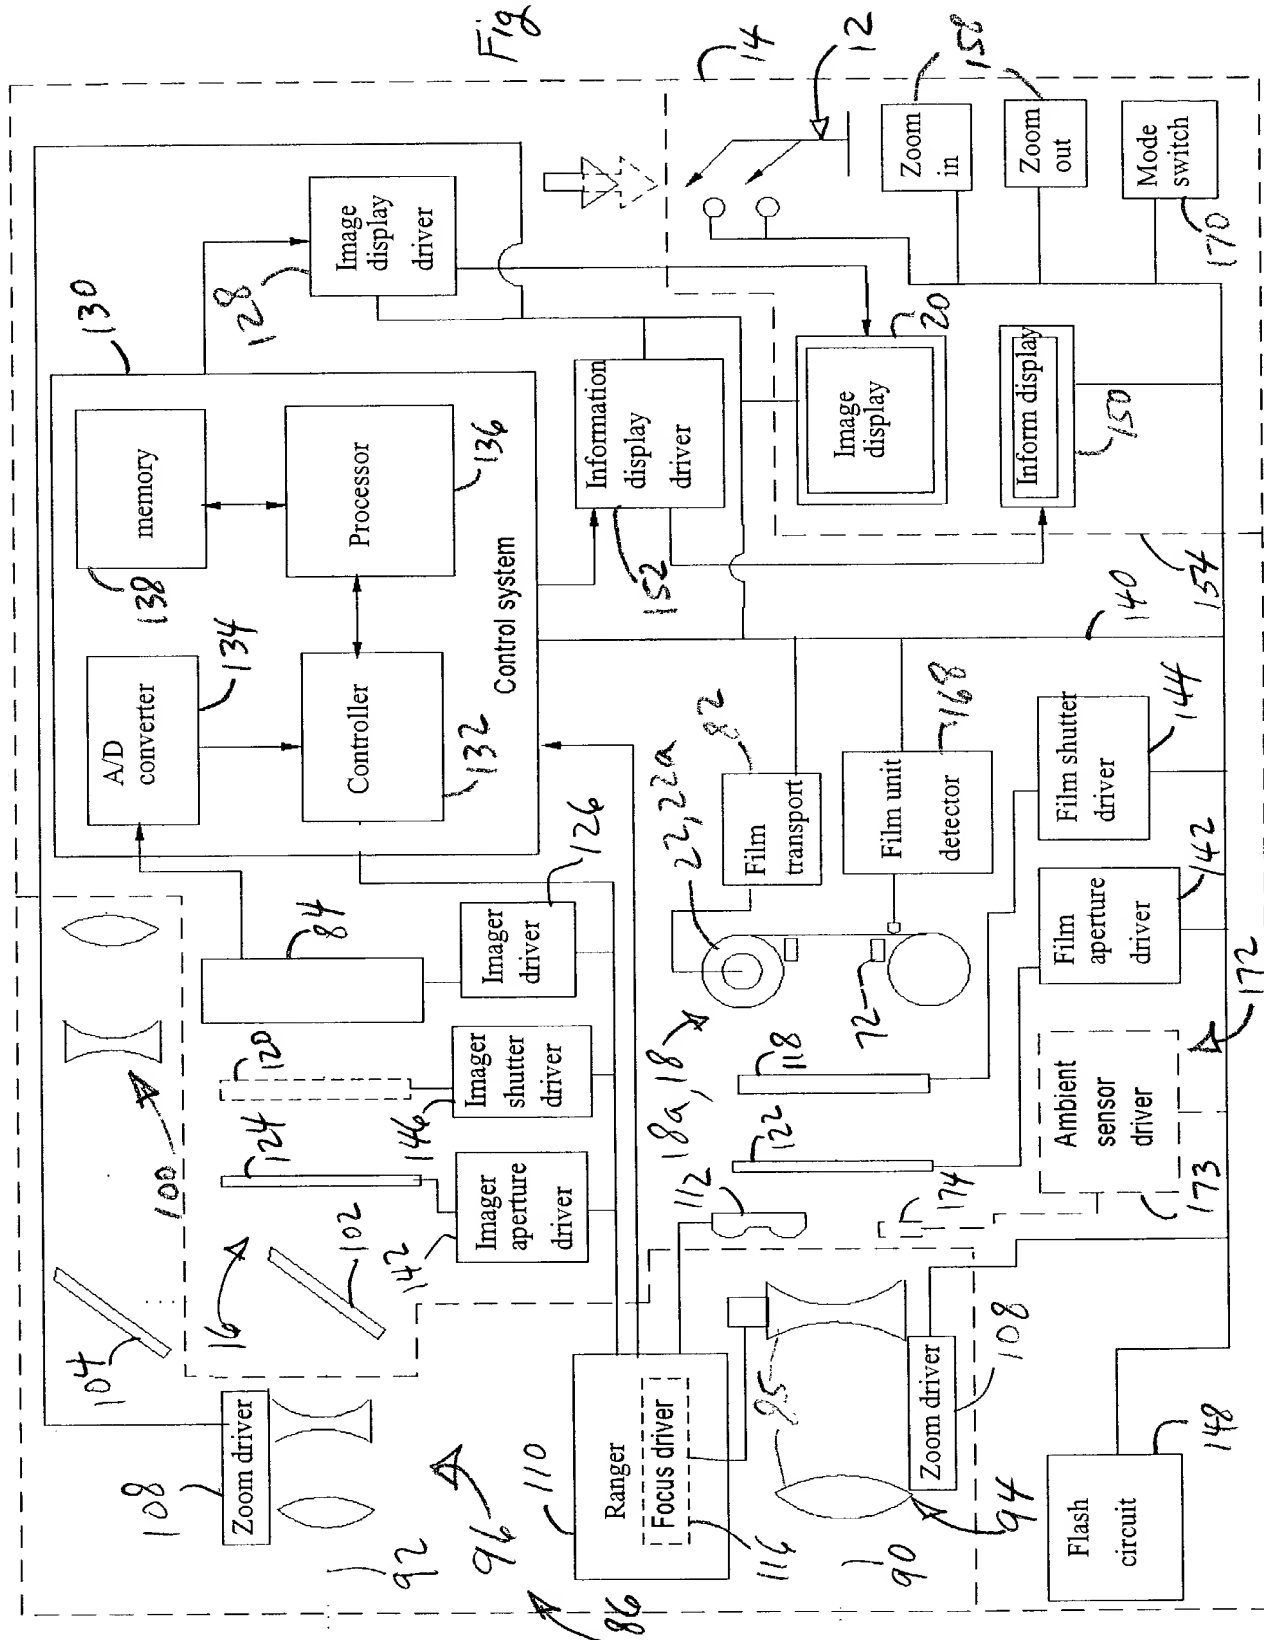 Fig
108
Zoom driver
104
100
16
102
92
96
86
110
Ranger
Focus driver
116
90
94
Zoom driver
108
Flash
circuit
148
142
Imager
aperture
driver
124
146
Imager
shutter
driver
120
84
Imager
driver
126
A/D
converter
134
Controller
132
memory
138
Processor
136
Control system
130
128
Image
display
driver
152
Information
display
driver
112
174
18a, 18
22, 22a
82
Film
transport
72
Film unit
detector
168
118
122
Ambient
sensor
driver
173
172
Film
aperture
driver
142
Film shutter
driver
144
140
154
Image
display
20
Inform display
150
14
12
158
Zoom
in
Zoom
out
Mode
switch
170